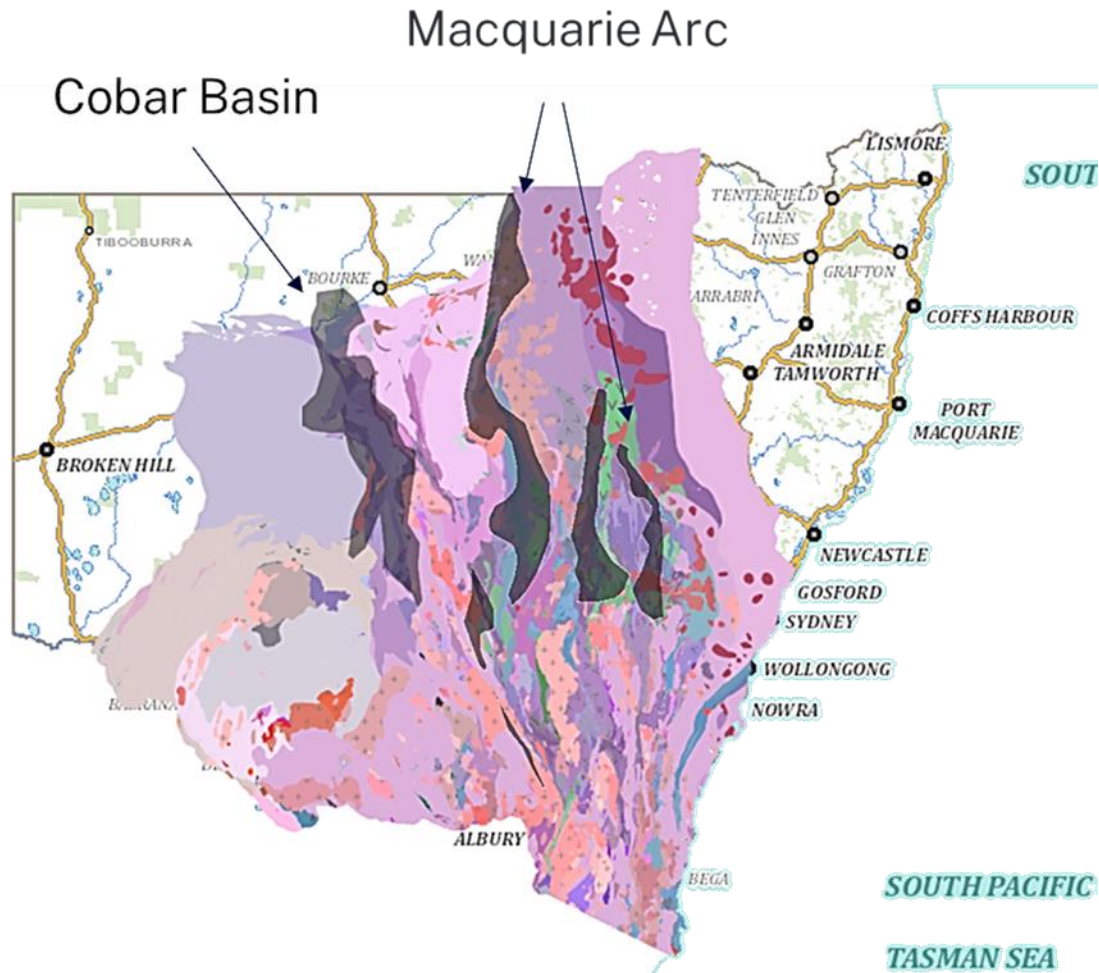 Macquarie Arc
Cobar Basin
LISMORE
SOUT
TENTERFIELD
GLEN
INNES
TIBOOBURRA
BOURKE
WA
GRAFTON
ARRABRI
COFFS HARBOUR
ARMIDALE
TAMWORTH
PORT
MACQUARIE
BROKEN HILL
NEWCASTLE
GOSFORD
SYDNEY
WOLLONGONG
NOWRA
ALBURY
BEGA
SOUTH PACIFIC
TASMAN SEA